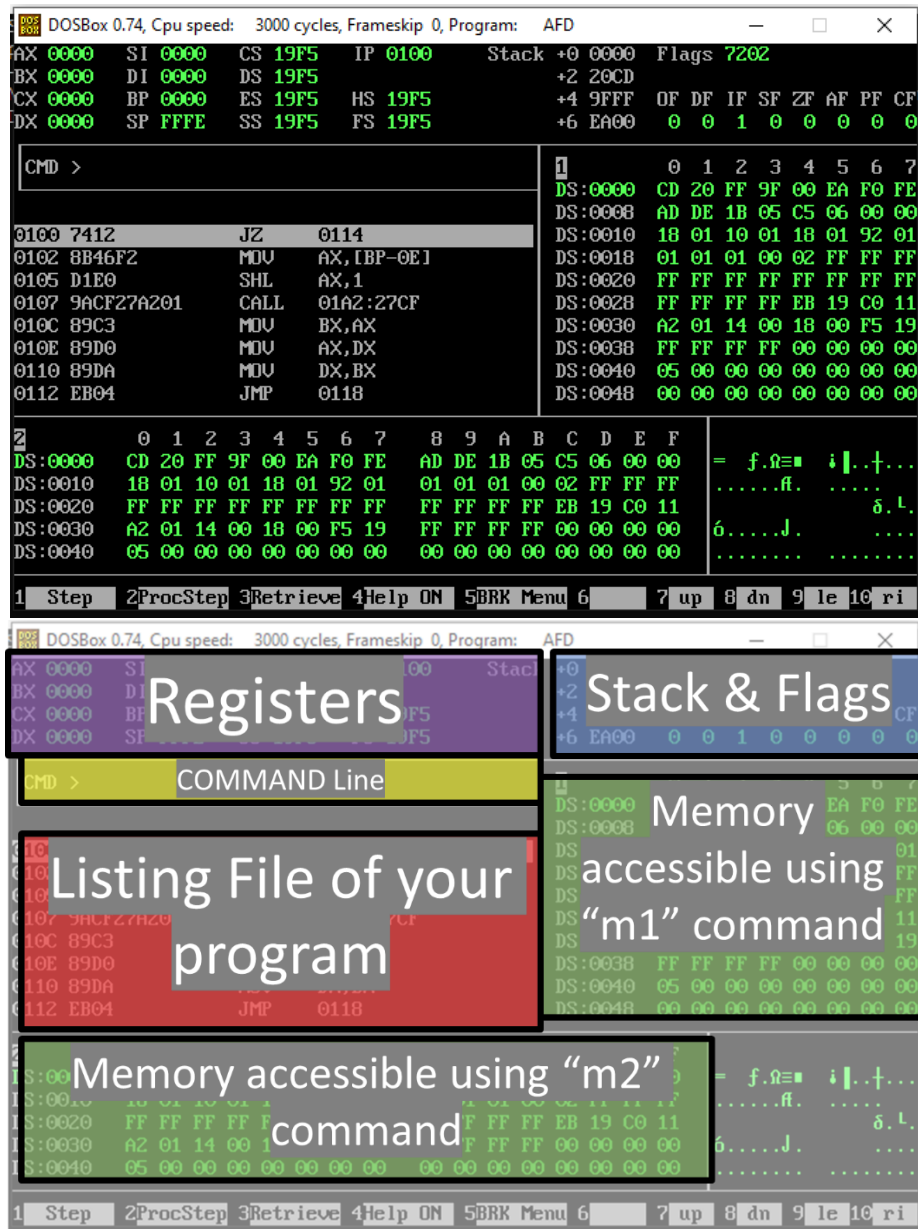 DOSBox 0.74, Cpu speed: 3000 cycles, Frameskip 0, Program: AFD
AX 0000 SI 0000 CS 19F5 IP 0100 Stack +0 0000 Flags 7202
BX 0000 DI 0000 DS 19F5 +2 20CD
CX 0000 BP 0000 ES 19F5 HS 19F5 +4 9FFF OF DF IF SF ZF AF PF CF
DX 0000 SP FFFE SS 19F5 FS 19F5 +6 EA00 0 0 1 0 0 0 0 0
CMD >
1 0 1 2 3 4 5 6 7
DS:0000 CD 20 FF 9F 00 EA F0 FE
DS:0008 AD DE 1B 05 C5 06 00 00
0100 7412 JZ 0114 DS:0010 18 01 10 01 18 01 92 01
0102 8B46F2 MOV AX,[BP-0E] DS:0018 01 01 01 00 02 FF FF FF
0105 D1E0 SHL AX,1 DS:0020 FF FF FF FF FF FF FF FF
0107 9ACF27A201 CALL 01A2:27CF DS:0028 FF FF FF FF EB 19 C0 11
010C 89C3 MOV BX,AX DS:0030 A2 01 14 00 18 00 F5 19
010E 89D0 MOV AX,DX DS:0038 FF FF FF FF 00 00 00 00
0110 89DA MOV DX,BX DS:0040 05 00 00 00 00 00 00 00
0112 EB04 JMP 0118 DS:0048 00 00 00 00 00 00 00 00
2 0 1 2 3 4 5 6 7 8 9 A B C D E F
DS:0000 CD 20 FF 9F 00 EA F0 FE AD DE 1B 05 C5 06 00 00 = ƒ.Ω≡■ ¡▐..┼...
DS:0010 18 01 10 01 18 01 92 01 01 01 01 00 02 FF FF FF ......ff. .....
DS:0020 FF FF FF FF FF FF FF FF FF FF FF FF EB 19 C0 11 δ.└.
DS:0030 A2 01 14 00 18 00 F5 19 FF FF FF FF 00 00 00 00 ó.....⌡. ....
DS:0040 05 00 00 00 00 00 00 00 00 00 00 00 00 00 00 00 ........ ........
1 Step 2ProcStep 3Retrieve 4Help ON 5BRK Menu 6 7 up 8 dn 9 le 10 ri
DOSBox 0.74, Cpu speed: 3000 cycles, Frameskip 0, Program: AFD
Registers
Stack & Flags
CMD > COMMAND Line
Memory
accessible using
“m1” command
Listing File of your
program
Memory accessible using “m2”
command
1 Step 2ProcStep 3Retrieve 4Help ON 5BRK Menu 6 7 up 8 dn 9 le 10 ri